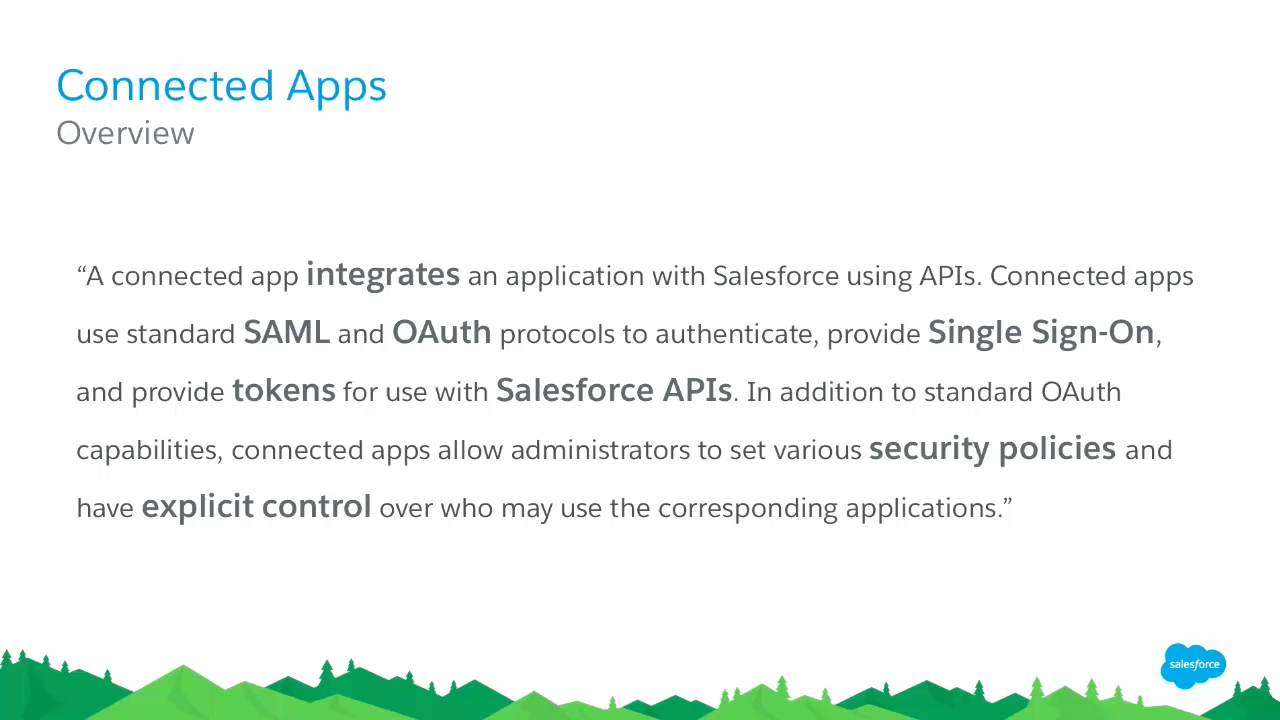 Connected Apps
Overview
“A connected app integrates an application with Salesforce using APIs. Connected apps
use standard SAML and OAuth protocols to authenticate, provide Single Sign-On,
and provide tokens for use with Salesforce APIs. In addition to standard OAuth
capabilities, connected apps allow administrators to set various security policies and
have explicit control over who may use the corresponding applications.”
salesforce